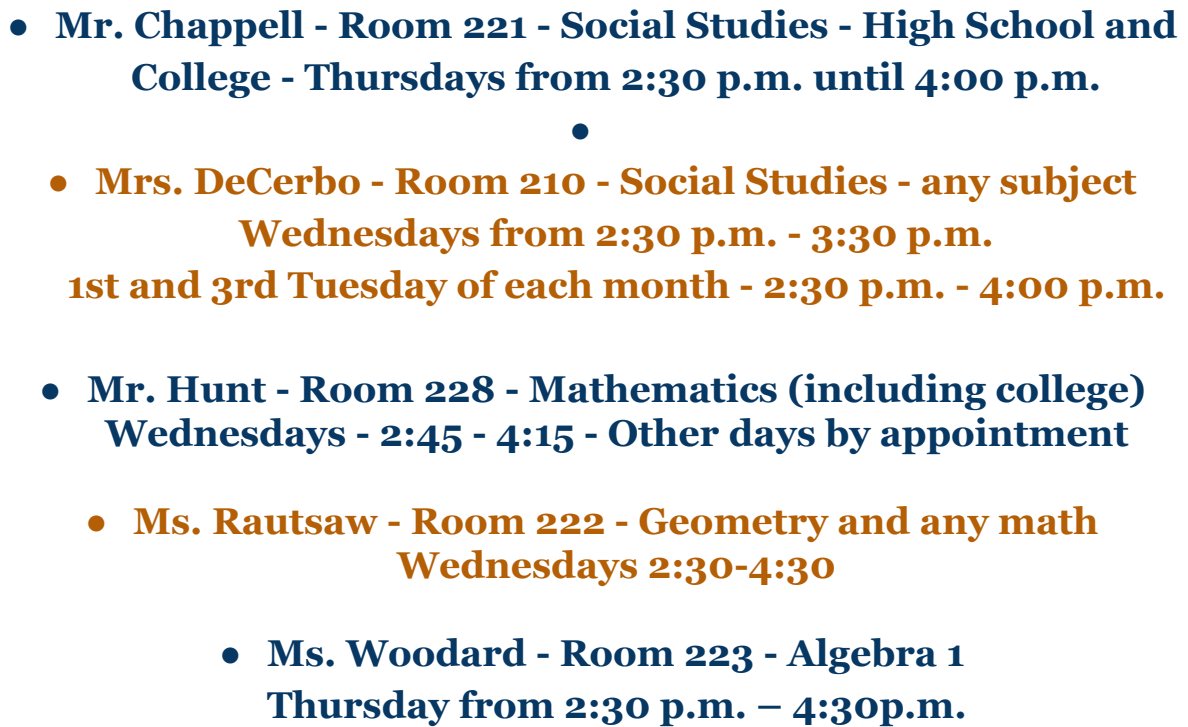 ● Mr. Chappell - Room 221 - Social Studies - High School and
College - Thursdays from 2:30 p.m. until 4:00 p.m.
●
● Mrs. DeCerbo - Room 210 - Social Studies - any subject
Wednesdays from 2:30 p.m. - 3:30 p.m.
1st and 3rd Tuesday of each month - 2:30 p.m. - 4:00 p.m.
● Mr. Hunt - Room 228 - Mathematics (including college)
Wednesdays - 2:45 - 4:15 - Other days by appointment
● Ms. Rautsaw - Room 222 - Geometry and any math
Wednesdays 2:30-4:30
● Ms. Woodard - Room 223 - Algebra 1
Thursday from 2:30 p.m. – 4:30p.m.